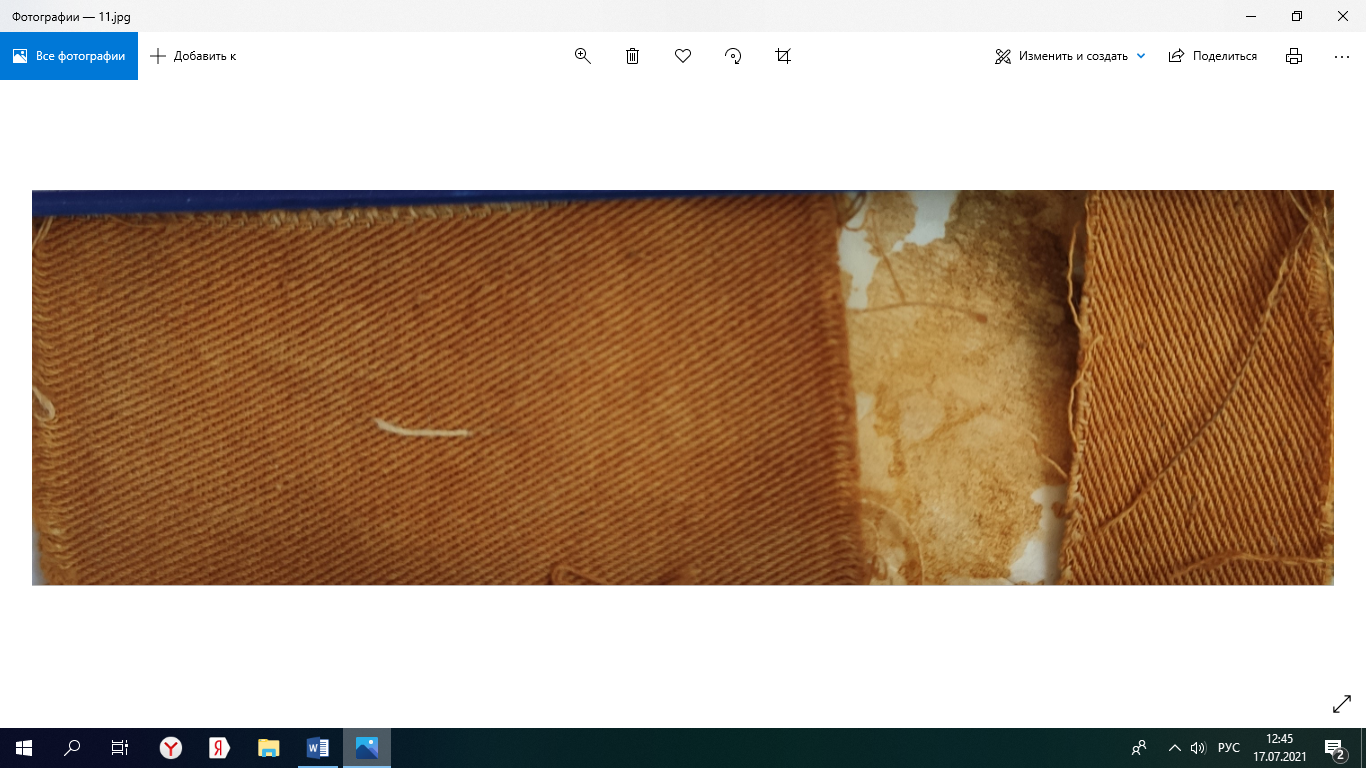 Фотографии — 11.jpg
Все фотографии
Добавить к
Изменить и создать
Поделиться
РУС
12:45
17.07.2021
2